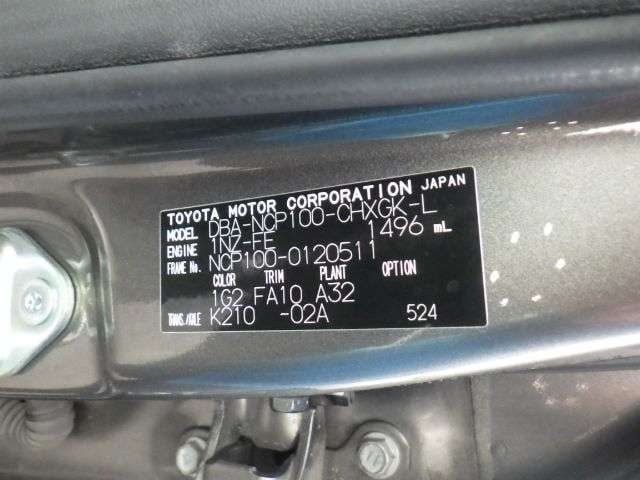 TOYOTA MOTOR CORPORATION JAPAN
MODEL DBA-NCP100-CHXGK-L
ENGINE 1NZ-FE 1496 mL
FRAME No. NCP100-0120511
COLOR TRIM PLANT OPTION
1G2 FA10 A32
TRANS./AXLE K210 -02A 524